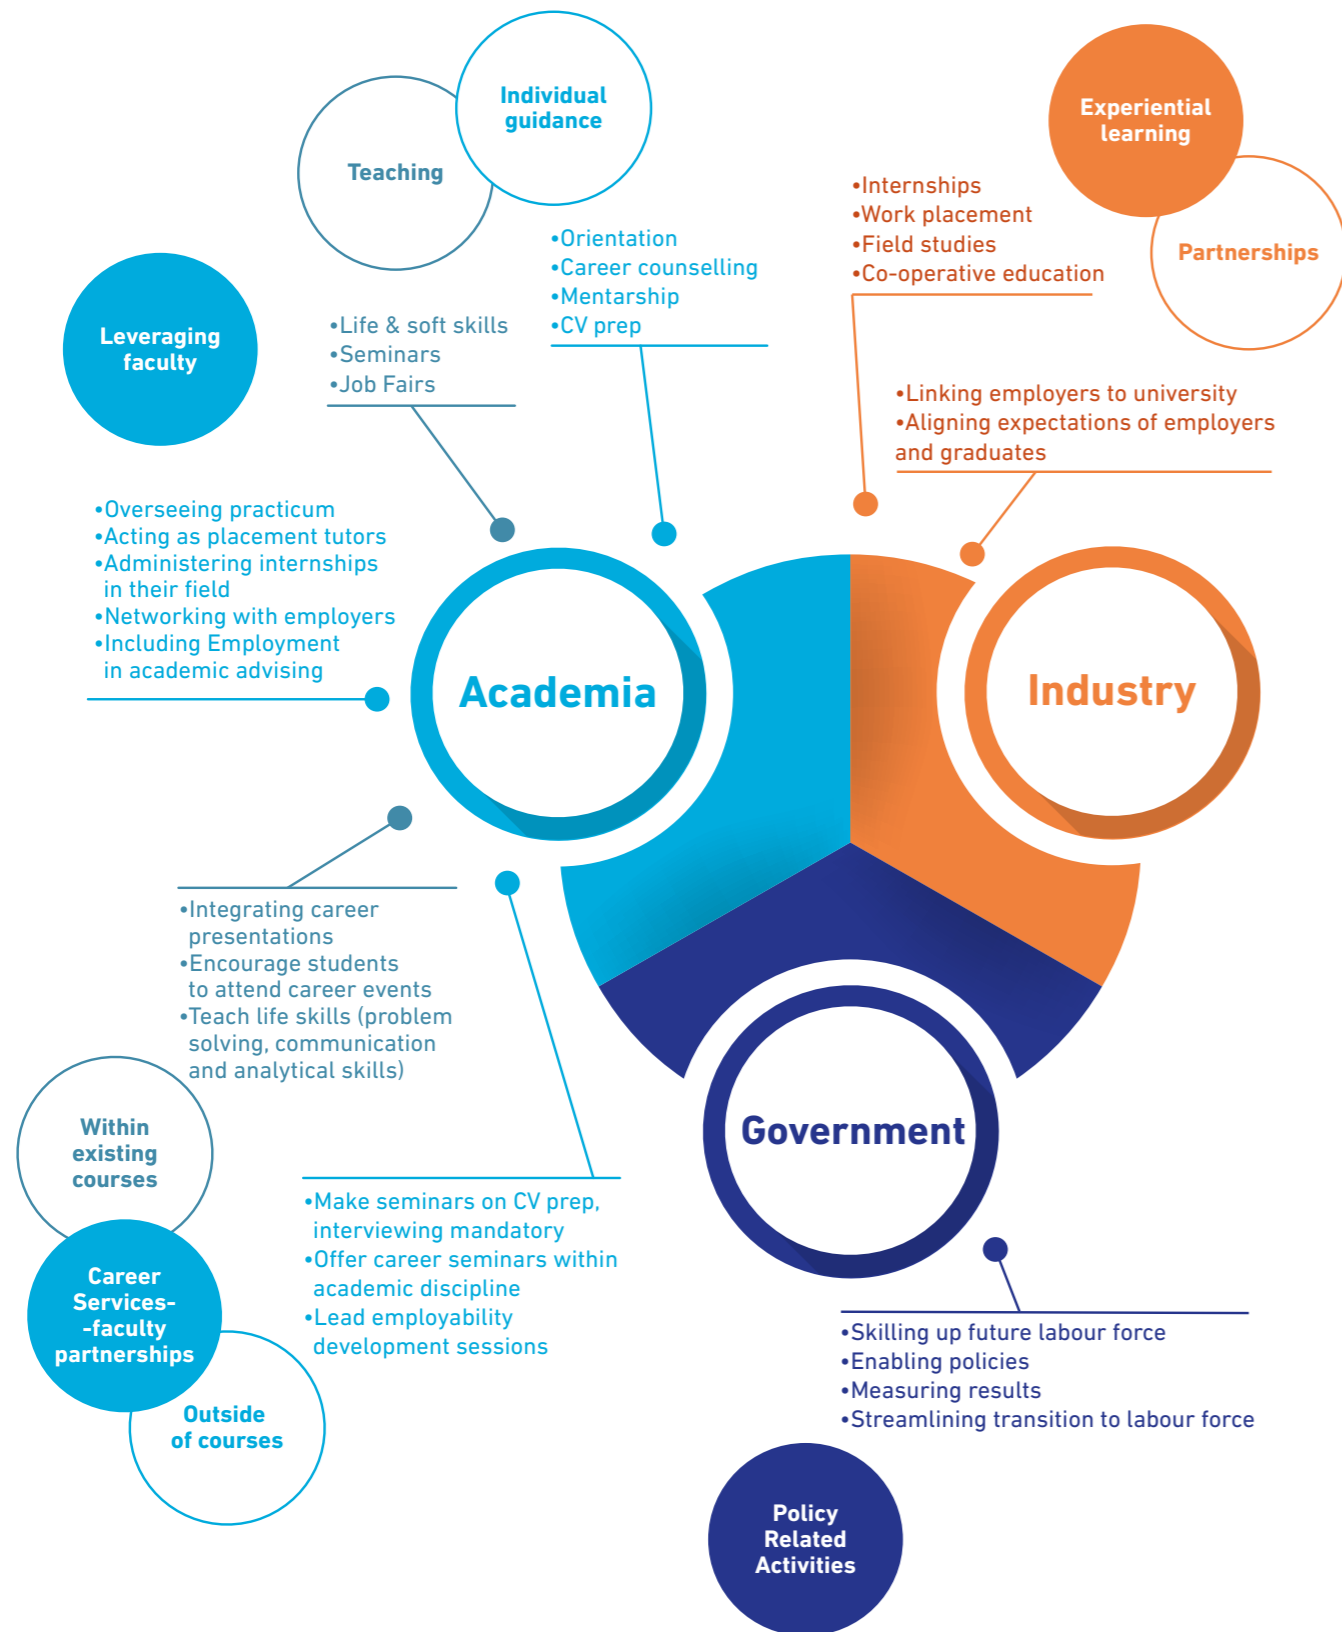 Individual
guidance
Teaching
Leveraging
faculty
•Orientation
•Career counselling
•Mentarship
•CV prep
•Life & soft skills
•Seminars
•Job Fairs
•Overseeing practicum
•Acting as placement tutors
•Administering internships
in their field
•Networking with employers
•Including Employment
in academic advising
Experiential
learning
Partnerships
•Internships
•Work placement
•Field studies
•Co-operative education
•Linking employers to university
•Aligning expectations of employers
and graduates
Academia
Industry
Government
•Integrating career
presentations
•Encourage students
to attend career events
•Teach life skills (problem
solving, communication
and analytical skills)
Within
existing
courses
Career
Services-
-faculty
partnerships
Outside
of courses
•Make seminars on CV prep,
interviewing mandatory
•Offer career seminars within
academic discipline
•Lead employability
development sessions
•Skilling up future labour force
•Enabling policies
•Measuring results
•Streamlining transition to labour force
Policy
Related
Activities